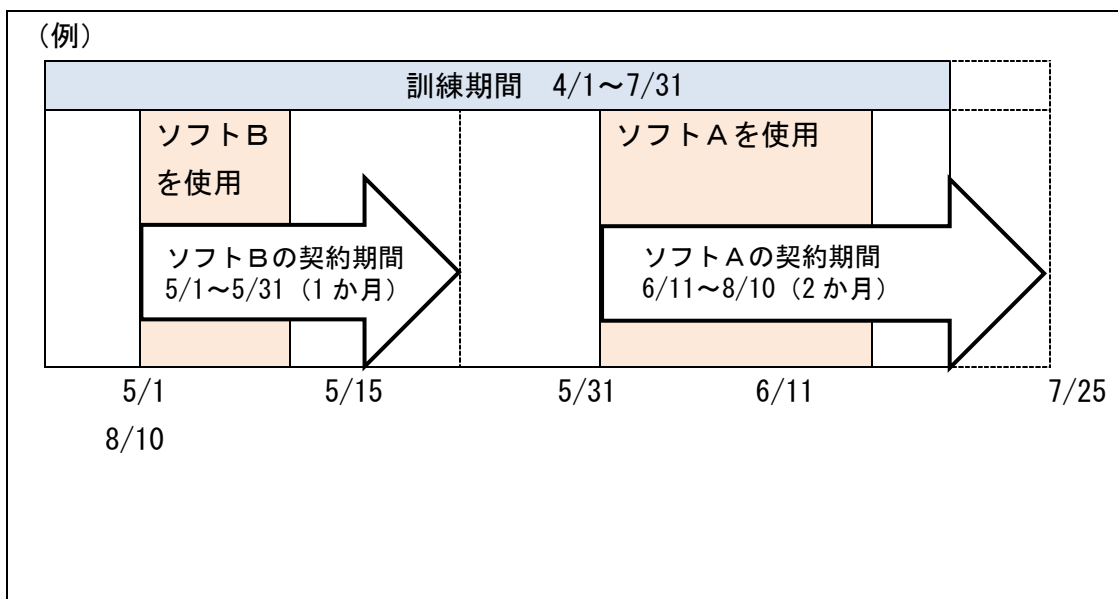 （例）
訓練期間　4/1～7/31
ソフトＢ
を使用
ソフトＡを使用
ソフトＢの契約期間
5/1～5/31（1か月）
ソフトＡの契約期間
6/11～8/10（2か月）
5/1 5/15 5/31 6/11 7/25
8/10